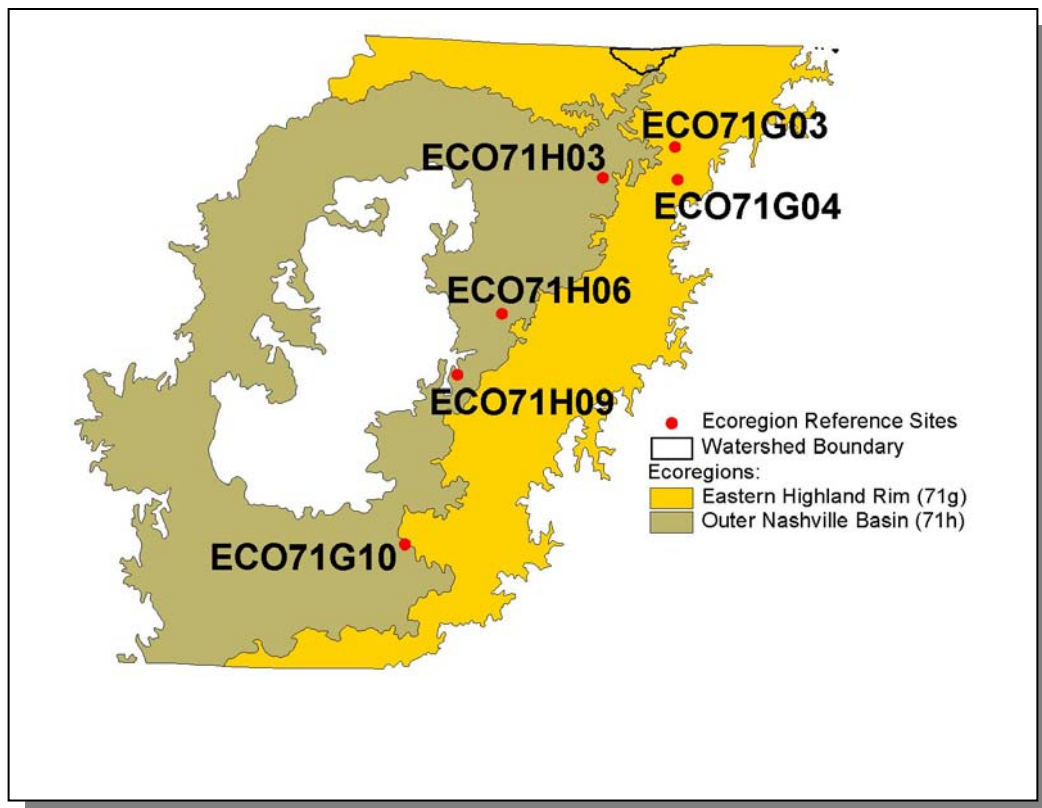 ECO71G03
ECO71H03
ECO71G04
ECO71H06
ECO71H09
Ecoregion Reference Sites
Watershed Boundary
Ecoregions:
Eastern Highland Rim (71g)
Outer Nashville Basin (71h)
ECO71G10